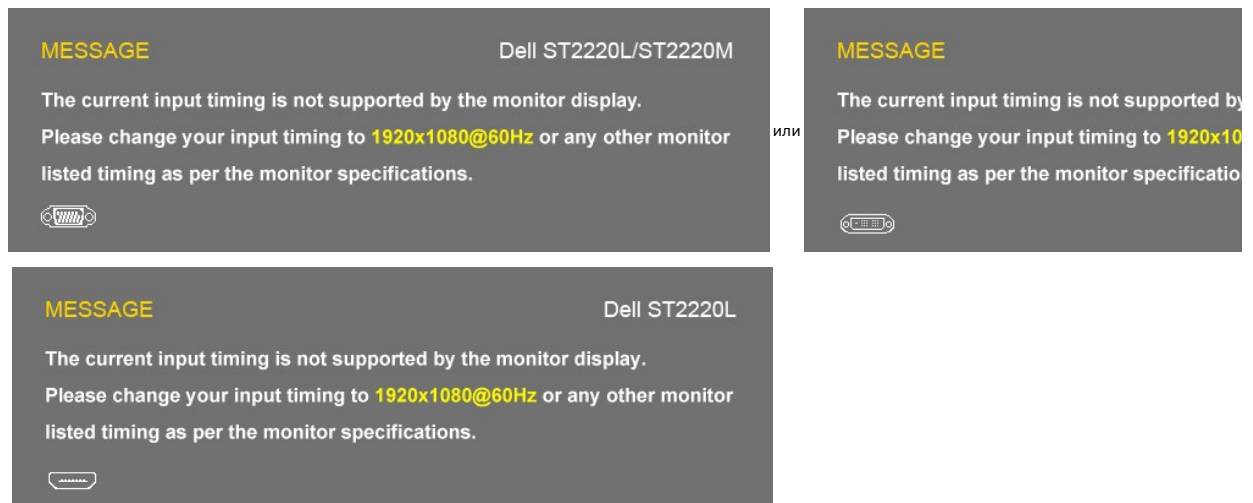 MESSAGE Dell ST2220L/ST2220M
The current input timing is not supported by the monitor display.
Please change your input timing to 1920x1080@60Hz or any other monitor
listed timing as per the monitor specifications.
или
MESSAGE
The current input timing is not supported by
Please change your input timing to 1920x10
listed timing as per the monitor
MESSAGE Dell ST2220L
The current input timing is not supported by the monitor display.
Please change your input timing to 1920x1080@60Hz or any other monitor
listed timing as per the monitor specifications.